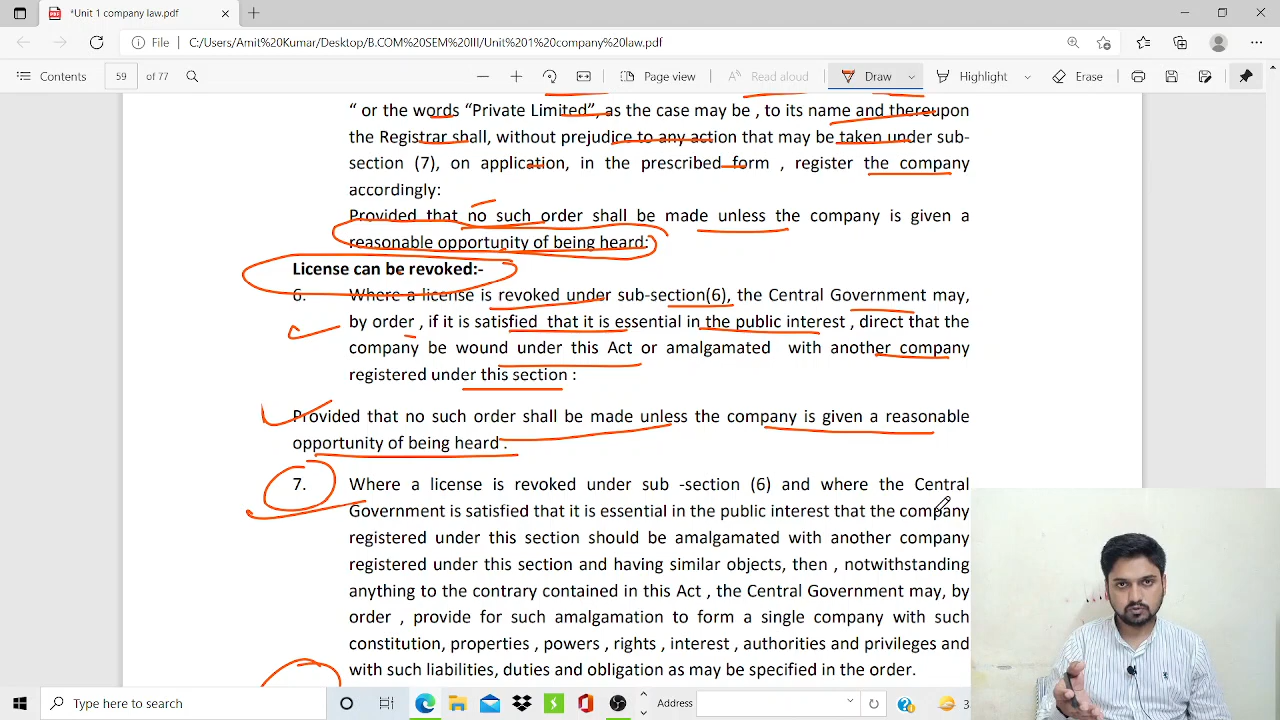 *Unit 1 company law.pdf
File
C:/Users/Amit%20Kumar/Desktop/B.COM%20SEM%20III/Unit%201%20company%20law.pdf
Contents 59 of 77 Page view Read aloud Draw Highlight Erase
“ or the words “Private Limited”, as the case may be , to its name and thereupon
the Registrar shall, without prejudice to any action that may be taken under sub-
section (7), on application, in the prescribed form , register the company
accordingly:
Provided that no such order shall be made unless the company is given a
reasonable opportunity of being heard:
License can be revoked:-
6. Where a license is revoked under sub-section(6), the Central Government may,
by order , if it is satisfied that it is essential in the public interest , direct that the
company be wound under this Act or amalgamated with another company
registered under this section :
Provided that no such order shall be made unless the company is given a reasonable
opportunity of being heard .
7. Where a license is revoked under sub -section (6) and where the Central
Government is satisfied that it is essential in the public interest that the company
registered under this section should be amalgamated with another company
registered under this section and having similar objects, then , notwithstanding
anything to the contrary contained in this Act , the Central Government may, by
order , provide for such amalgamation to form a single company with such
constitution, properties , powers , rights , interest , authorities and privileges and
with such liabilities, duties and obligation as may be specified in the order.
Type here to search
Address
3